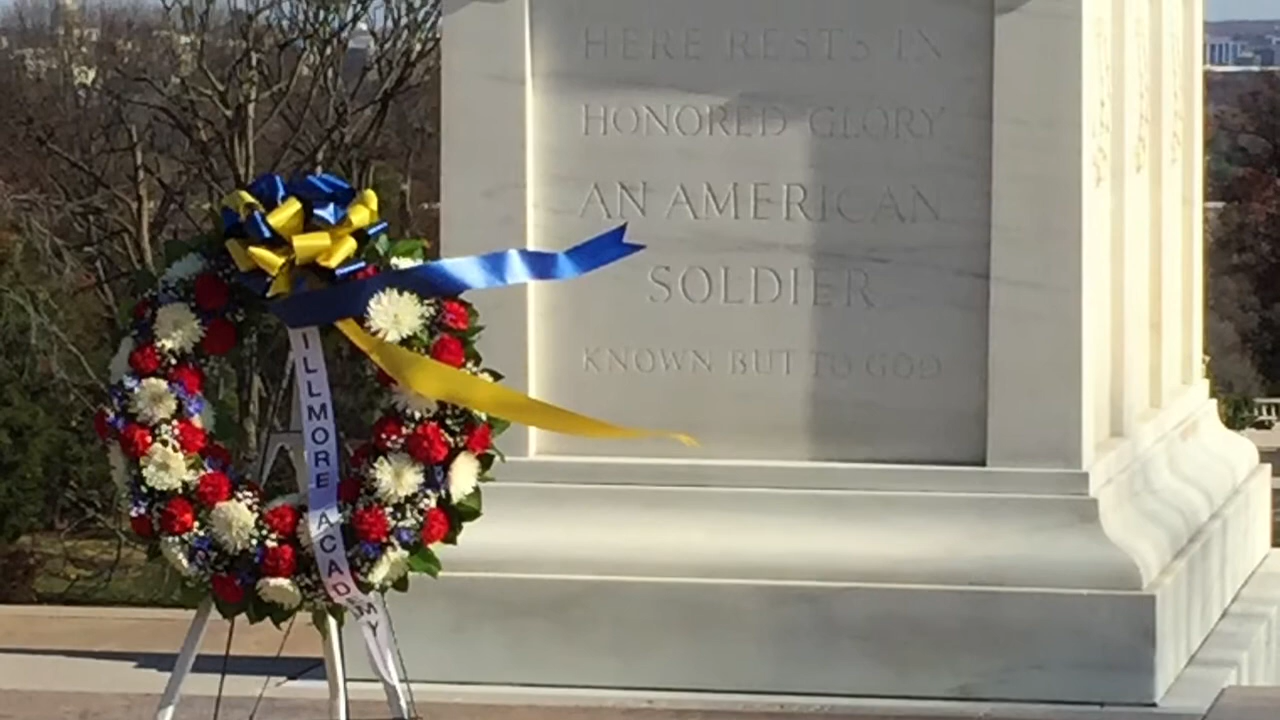 HERE RESTS IN
HONORED GLORY
AN AMERICAN
SOLDIER
KNOWN BUT TO GOD
ILLMORE ACADEMY